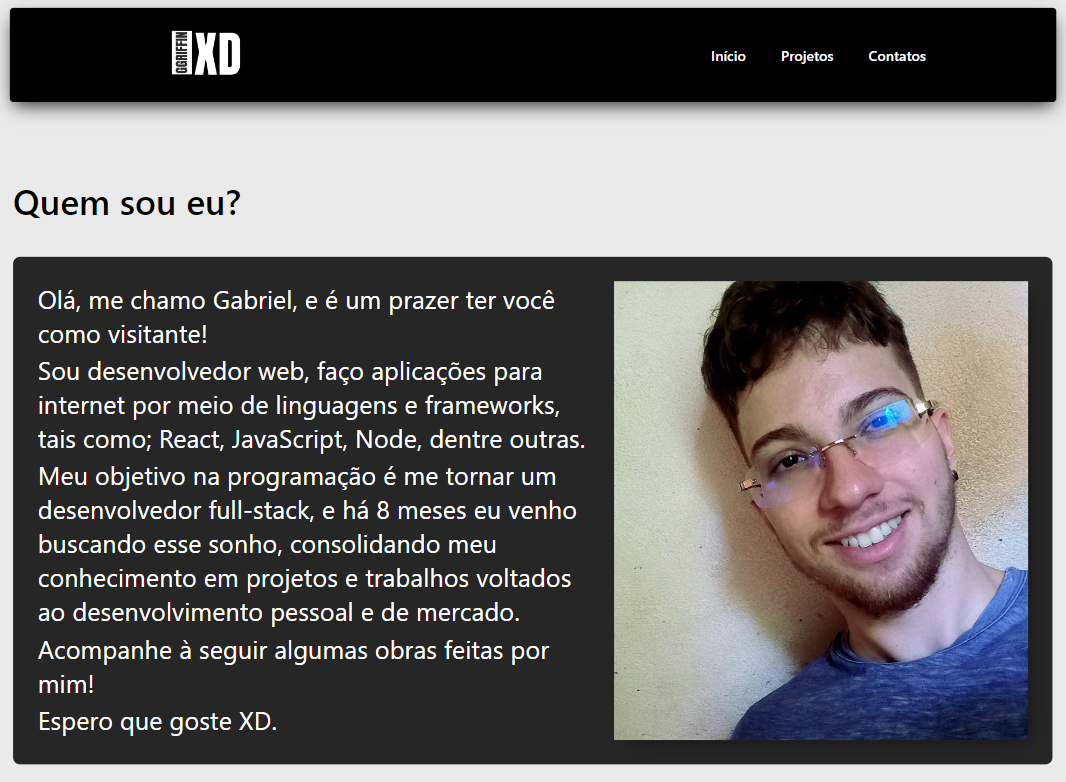 GGRIFFIN XD
Início Projetos Contatos
Quem sou eu?
Olá, me chamo Gabriel, e é um prazer ter você
como visitante!
Sou desenvolvedor web, faço aplicações para
internet por meio de linguagens e frameworks,
tais como; React, JavaScript, Node, dentre outras.
Meu objetivo na programação é me tornar um
desenvolvedor full-stack, e há 8 meses eu venho
buscando esse sonho, consolidando meu
conhecimento em projetos e trabalhos voltados
ao desenvolvimento pessoal e de mercado.
Acompanhe à seguir algumas obras feitas por
mim!
Espero que goste XD.